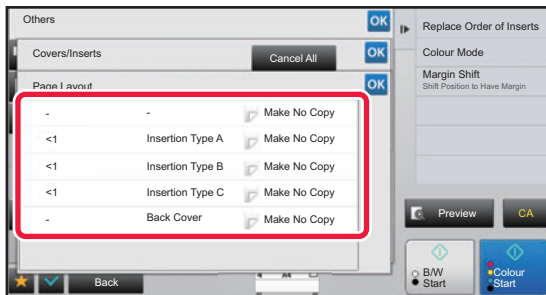 Others
OK
Covers/Inserts
Cancel All
OK
Page Layout
OK
- - Make No Copy
<1 Insertion Type A Make No Copy
<1 Insertion Type B Make No Copy
<1 Insertion Type C Make No Copy
- Back Cover Make No Copy
Back
Replace Order of Inserts
Colour Mode
Margin Shift
Shift Position to Have Margin
Preview
CA
B/W
Start
Colour
Start